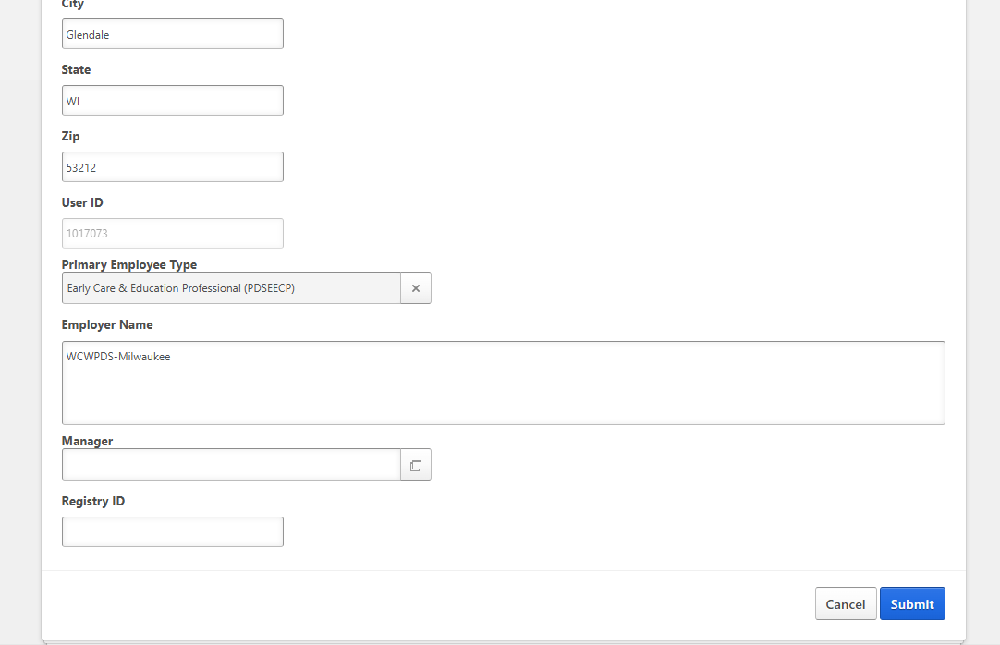 City
Glendale
State
WI
Zip
53212
User ID
1017073
Primary Employee Type
Early Care & Education Professional (PDSEECP)
Employer Name
WCWPDS-Milwaukee
Manager
Registry ID
Cancel Submit